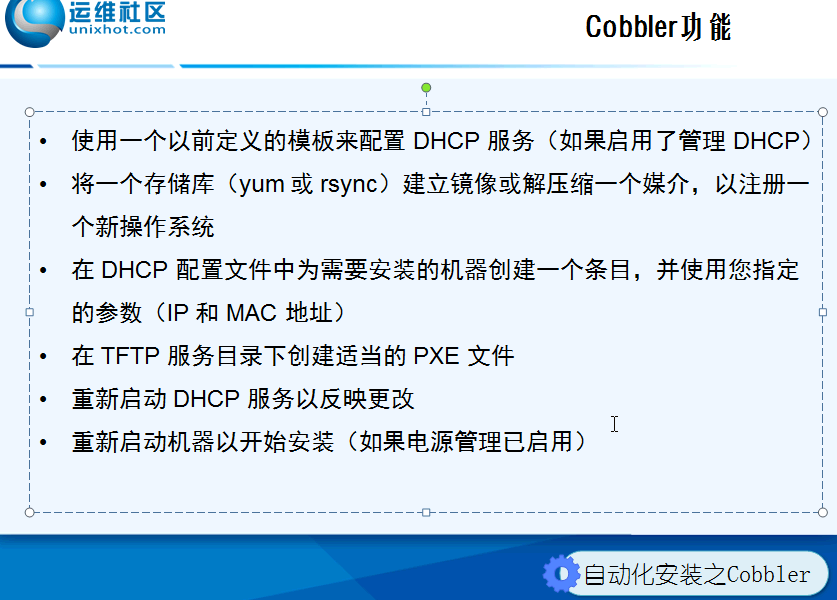 运维社区
unixhot.com
Cobbler功能
• 使用一个以前定义的模板来配置 DHCP 服务（如果启用了管理 DHCP）
• 将一个存储库（yum 或 rsync）建立镜像或解压缩一个媒介，以注册一
个新操作系统
• 在 DHCP 配置文件中为需要安装的机器创建一个条目，并使用您指定
的参数（IP 和 MAC 地址）
• 在 TFTP 服务目录下创建适当的 PXE 文件
• 重新启动 DHCP 服务以反映更改
• 重新启动机器以开始安装（如果电源管理已启用）
自动化安装之Cobbler